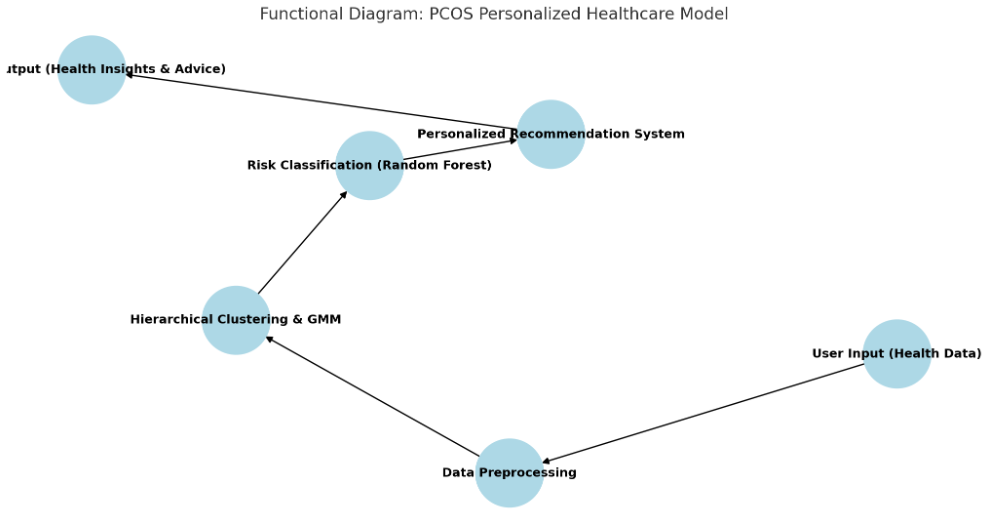 Functional Diagram: PCOS Personalized Healthcare Model
utput (Health Insights & Advice)
Personalized Recommendation System
Risk Classification (Random Forest)
Hierarchical Clustering & GMM
User Input (Health Data)
Data Preprocessing